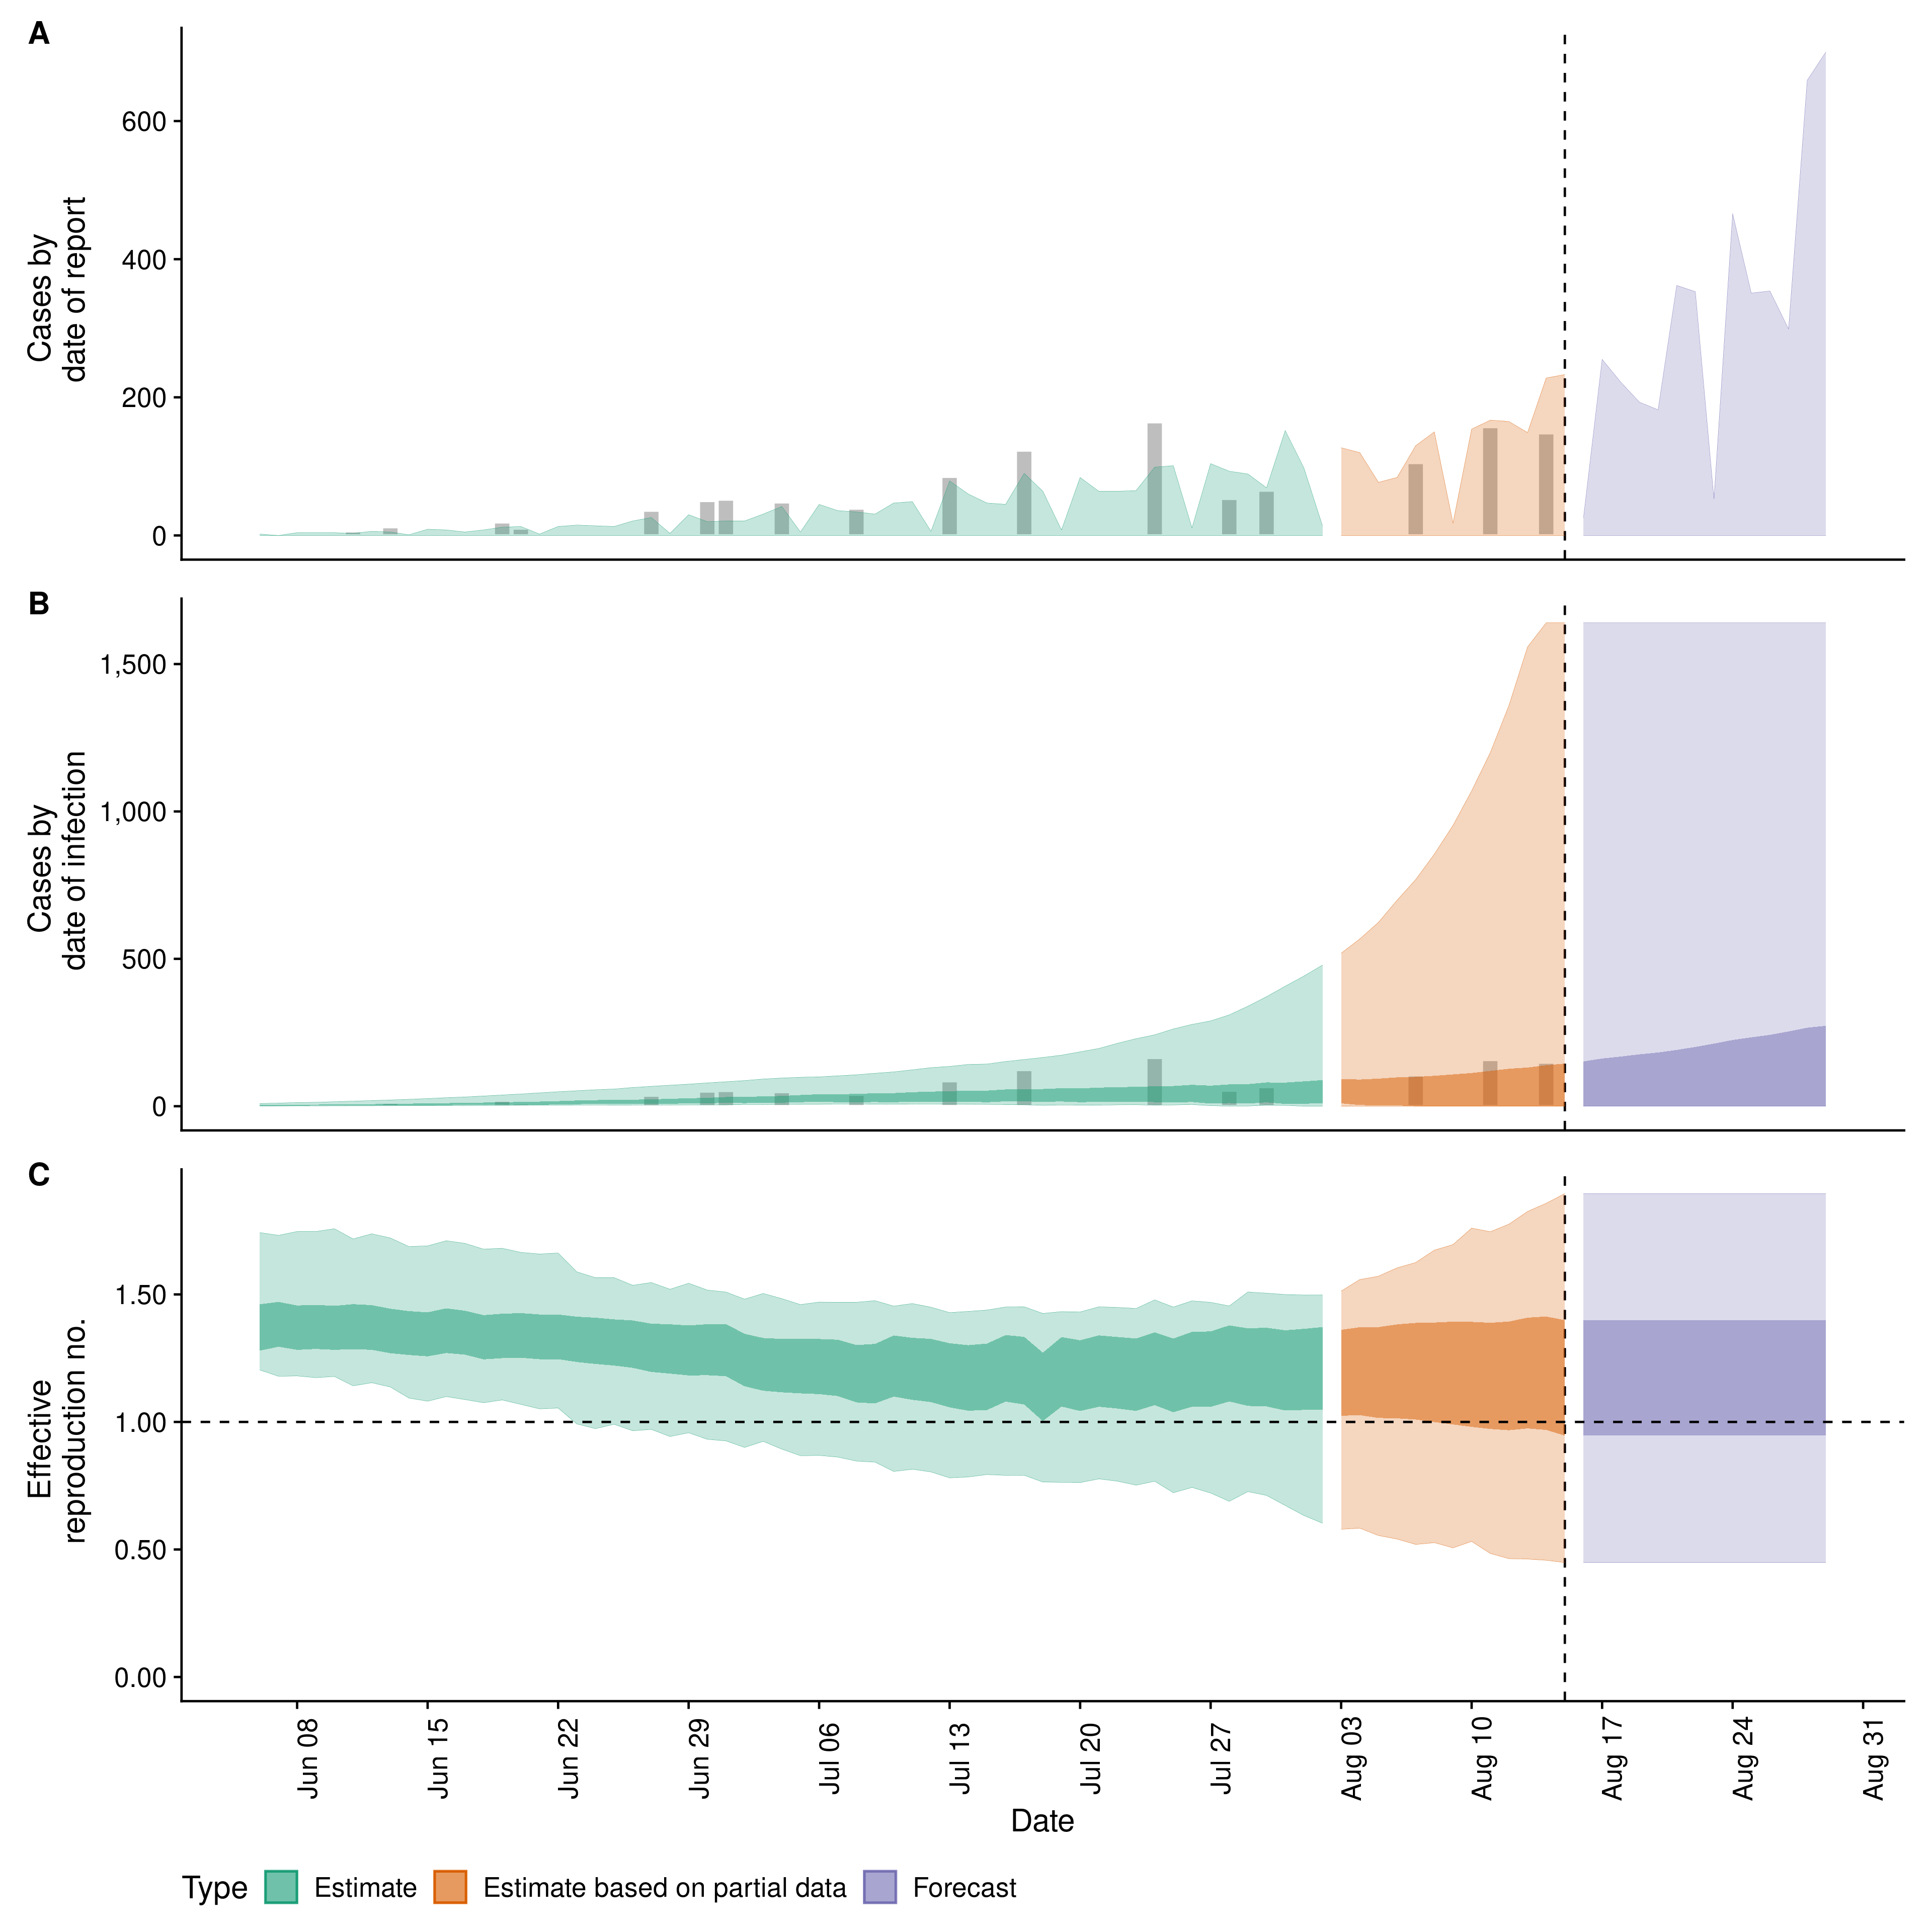 A
Cases by
date of report
600
400
200
0
B
Cases by
date of infection
1,500
1,000
500
0
C
Effective
reproduction no.
1.50
1.00
0.50
0.00
Jun 08
Jun 15
Jun 22
Jun 29
Jul 06
Jul 13
Jul 20
Jul 27
Aug 03
Aug 10
Aug 17
Aug 24
Aug 31
Date
Type Estimate Estimate based on partial data Forecast